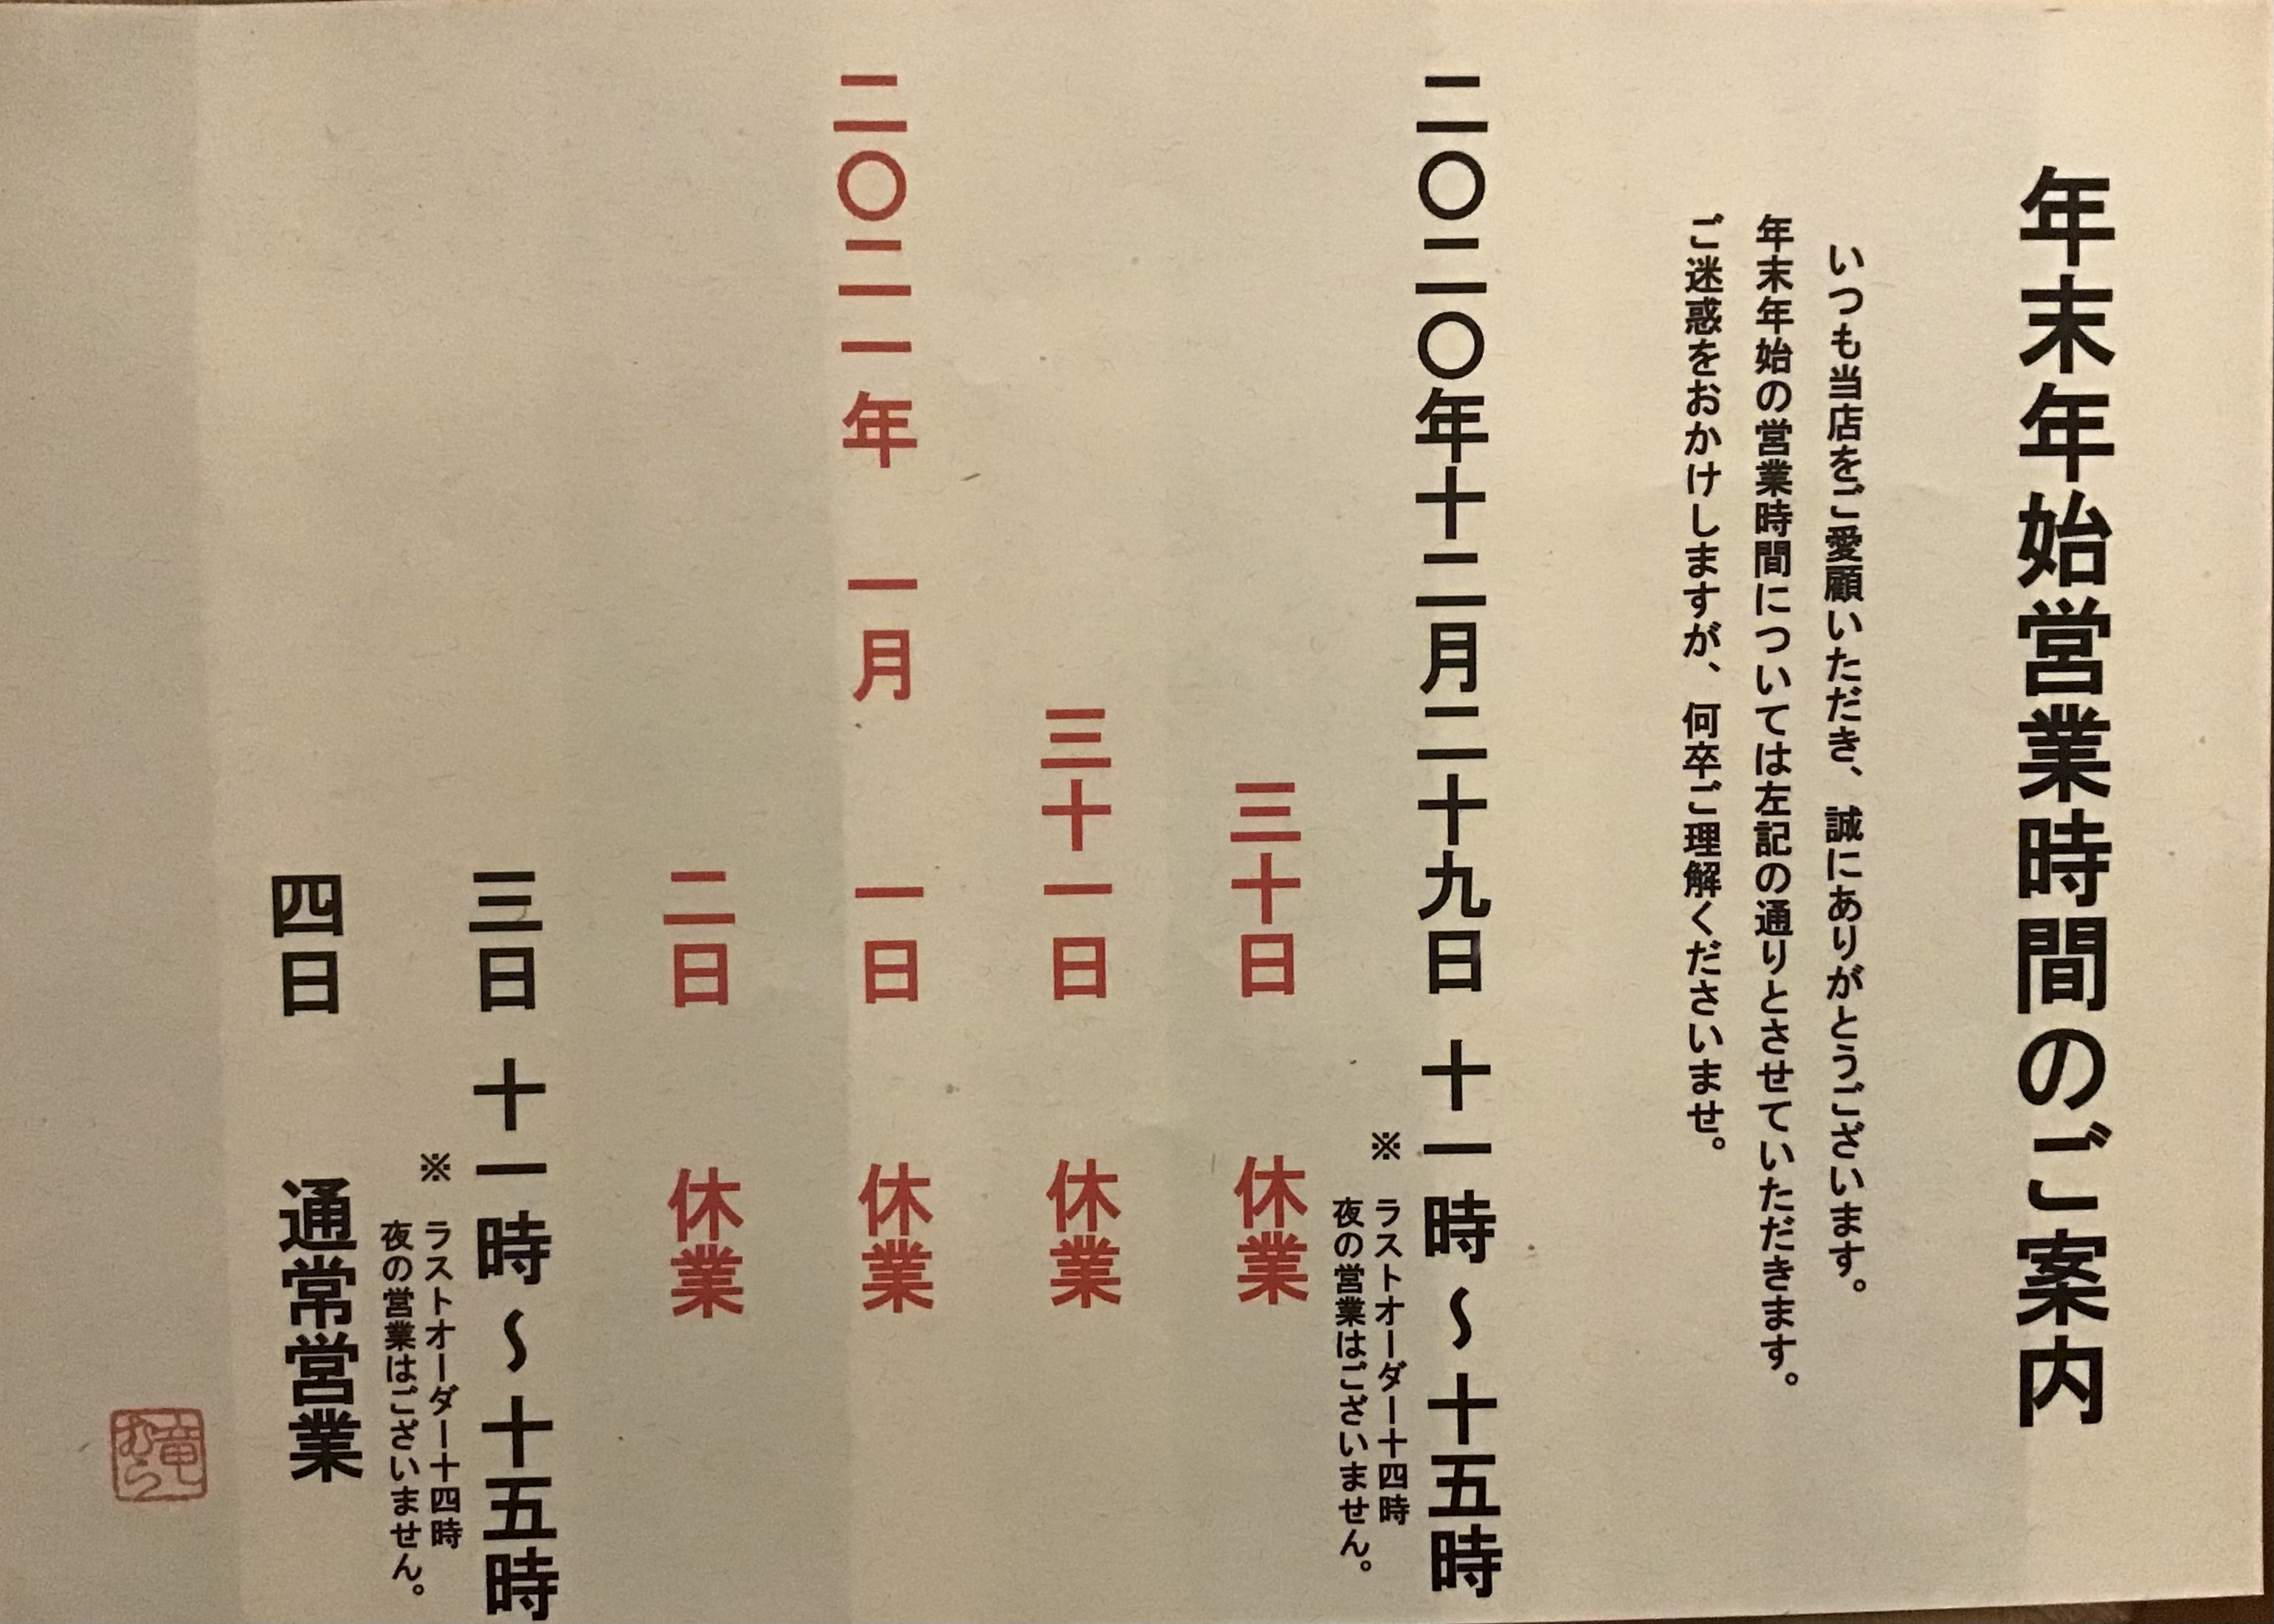 年末年始営業時間のご案内
いつも当店をご愛顧いただき、誠にありがとうございます。
年末年始の営業時間については左記の通りとさせていただきます。
ご迷惑をおかけしますが、何卒ご理解くださいませ。
二〇二〇年十二月二十九日 十一時〜十五時
※ ラストオーダー十四時
夜の営業はございません。
三十日 休業
三十一日 休業
二〇二一年 一月 一日 休業
二日 休業
三日 十一時〜十五時
※ ラストオーダー十四時
夜の営業はございません。
四日 通常営業